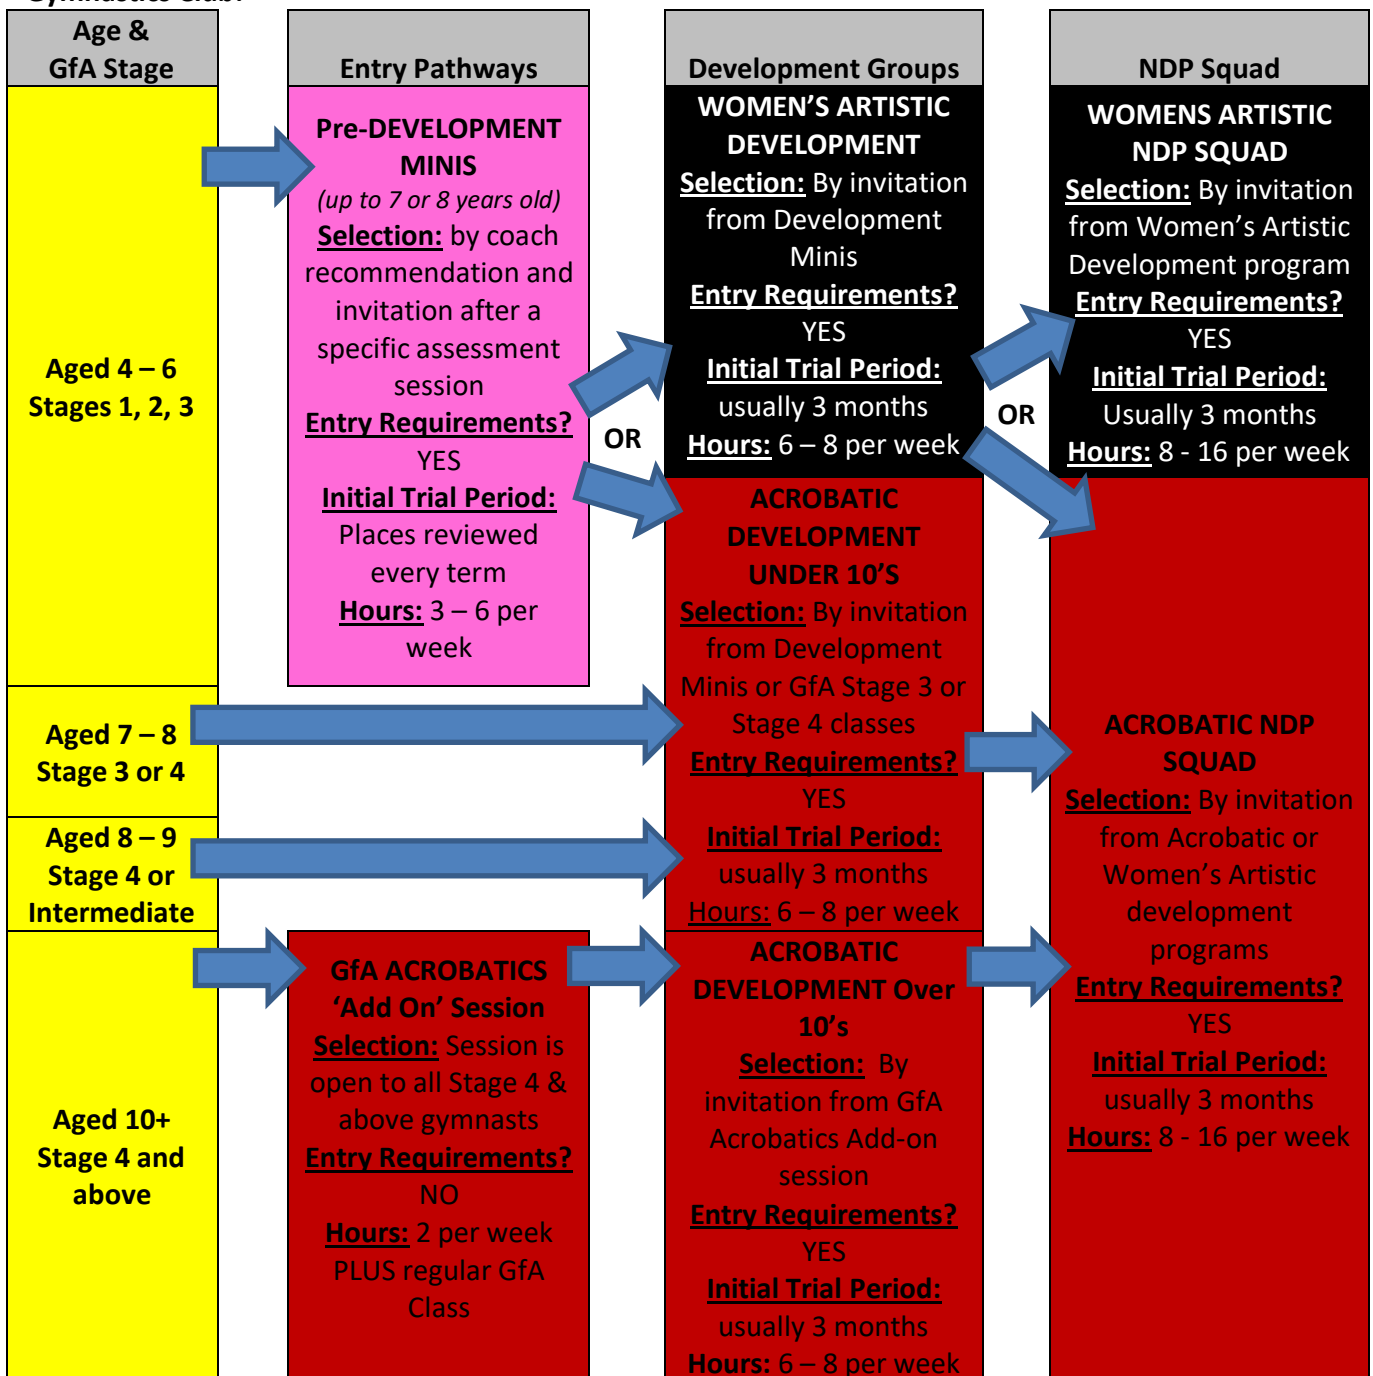 Age &
GfA Stage
Entry Pathways
Development Groups
NDP Squad
Aged 4 – 6
Stages 1, 2, 3
Aged 7 – 8
Stage 3 or 4
Aged 8 – 9
Stage 4 or
Intermediate
Aged 10+
Stage 4 and
above
Pre-DEVELOPMENT
MINIS
(up to 7 or 8 years old)
Selection: by coach
recommendation and
invitation after a
specific assessment
session
Entry Requirements?
YES
Initial Trial Period:
Places reviewed
every term
Hours: 3 – 6 per
week
GfA ACROBATICS
‘Add On’ Session
Selection: Session is
open to all Stage 4 &
above gymnasts
Entry Requirements?
NO
Hours: 2 per week
PLUS regular GfA
Class
OR
WOMEN’S ARTISTIC
DEVELOPMENT
Selection: By invitation
from Development
Minis
Entry Requirements?
YES
Initial Trial Period:
usually 3 months
Hours: 6 – 8 per week
ACROBATIC
DEVELOPMENT
UNDER 10’S
Selection: By invitation
from Development
Minis or GfA Stage 3 or
Stage 4 classes
Entry Requirements?
YES
Initial Trial Period:
usually 3 months
Hours: 6 – 8 per week
ACROBATIC
DEVELOPMENT Over
10’s
Selection: By
invitation from GfA
Acrobatics Add-on
session
Entry Requirements?
YES
Initial Trial Period:
usually 3 months
Hours: 6 – 8 per week
OR
WOMENS ARTISTIC
NDP SQUAD
Selection: By invitation
from Women’s Artistic
Development program
Entry Requirements?
YES
Initial Trial Period:
Usually 3 months
Hours: 8 - 16 per week
ACROBATIC NDP
SQUAD
Selection: By invitation
from Acrobatic or
Women’s Artistic
development
programs
Entry Requirements?
YES
Initial Trial Period:
usually 3 months
Hours: 8 - 16 per week